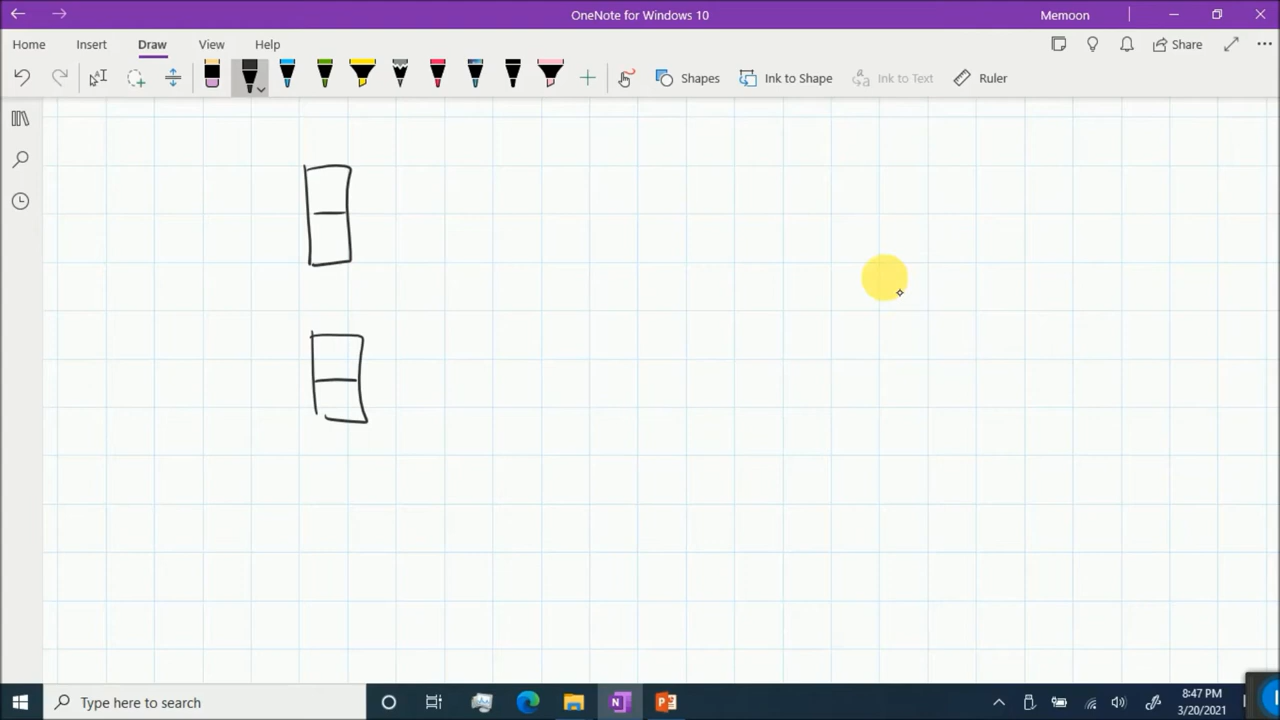 OneNote for Windows 10
Memoon
Home Insert Draw View Help
Share
Shapes Ink to Shape Ink to Text Ruler
Type here to search
8:47 PM
3/20/2021